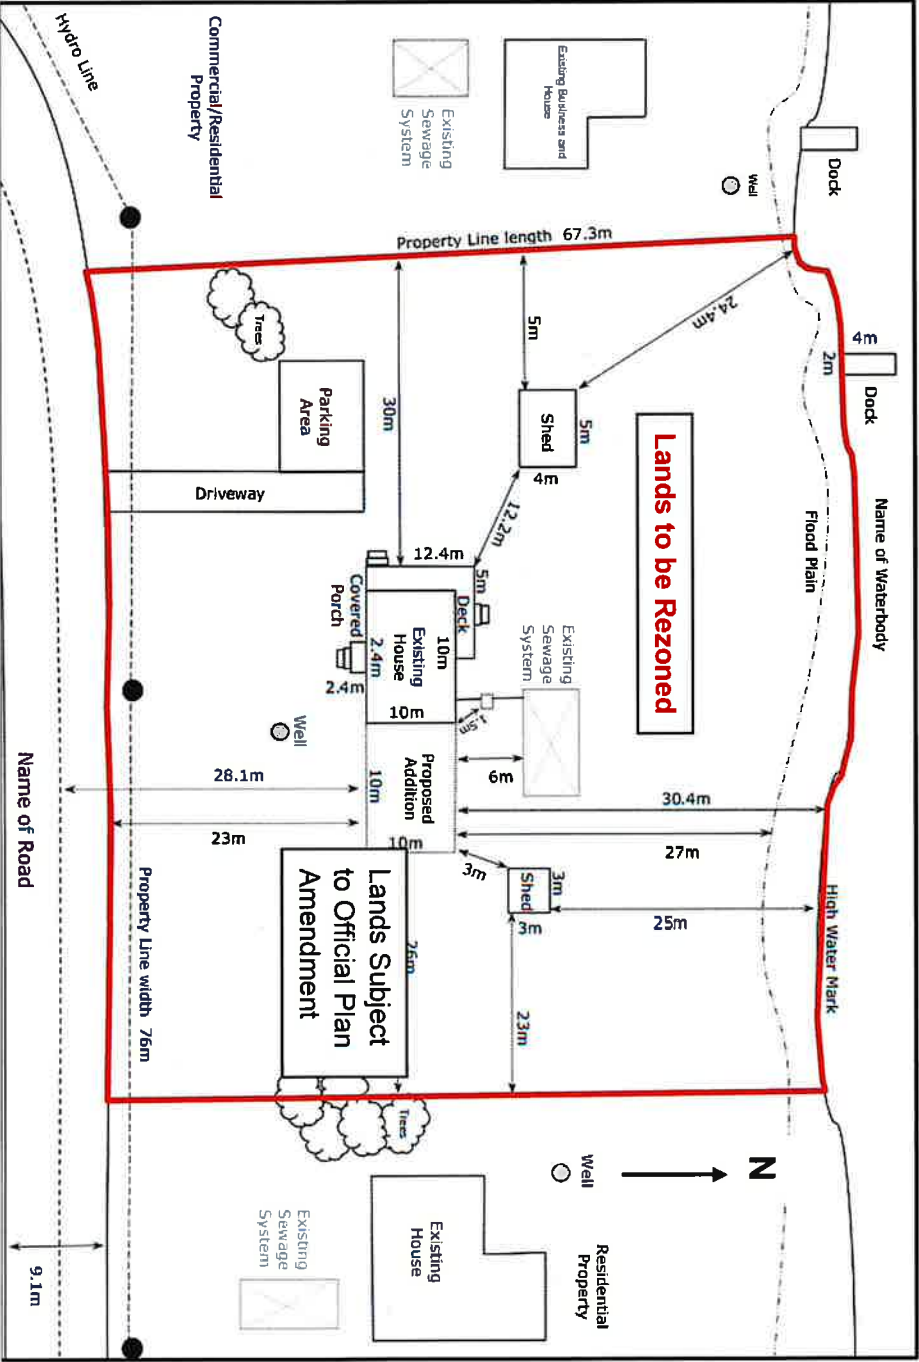 Name of Waterbody
Dock
Dock
4m
2m
High Water Mark
Flood Plain
Well
24.4m
Lands to be Rezoned
30.4m
27m
25m
N
Existing Business and
House
Existing
Sewage
System
Commercial/Residential
Property
Hydro Line
Property Line length 67.3m
5m
Shed
5m
4m
12.2m
30m
12.4m
5m
Deck
10m
Existing
House
2.4m
10m
Covered
Porch
2.4m
Existing
Sewage
System
1.5m
6m
Proposed
Addition
10m
10m
3m
Shed
3m
3m
23m
26m
Lands Subject
to Official Plan
Amendment
Trees
Parking
Area
Driveway
Well
28.1m
23m
Trees
Well
Residential
Property
Existing
House
Existing
Sewage
System
Property Line width 76m
Name of Road
9.1m